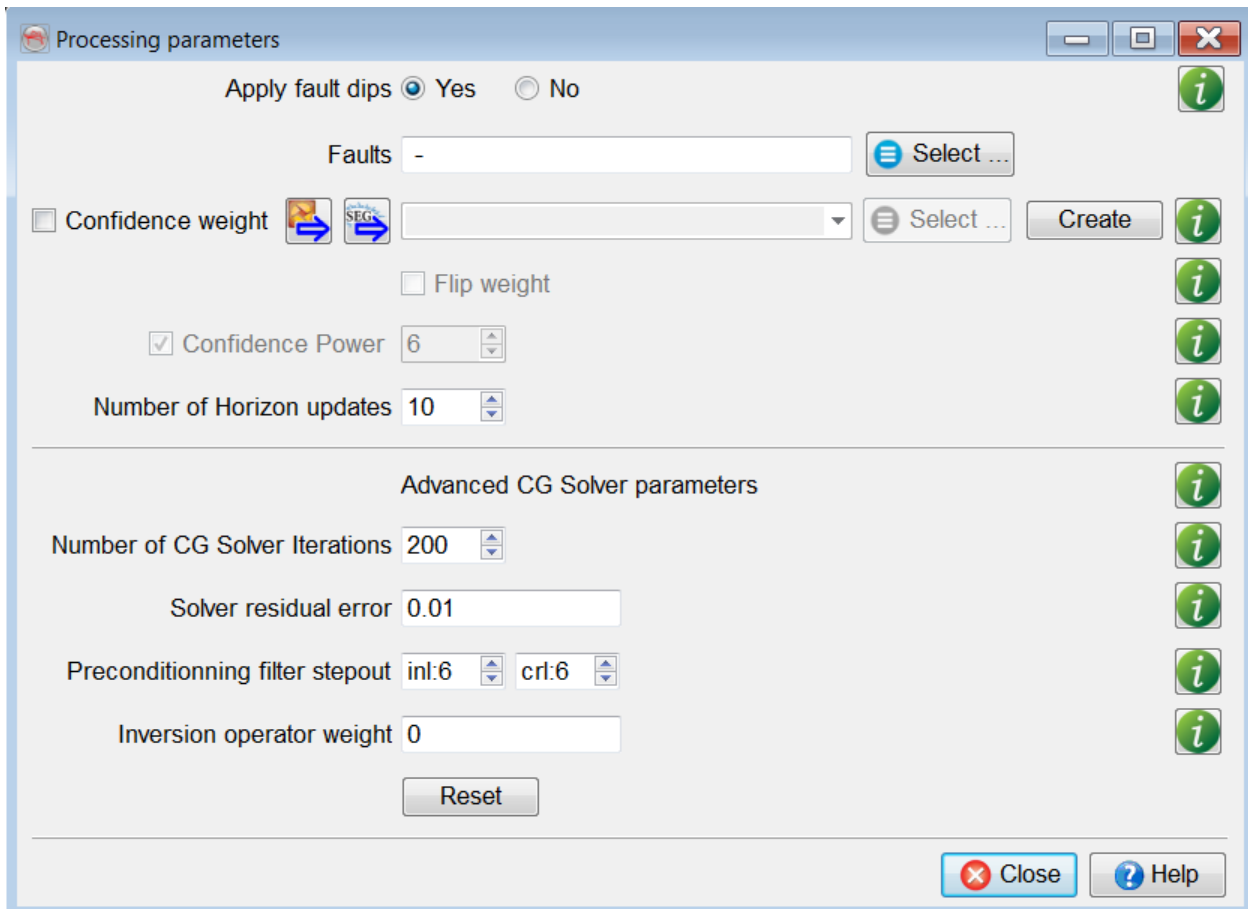 Processing parameters
Apply fault dips Yes No
Faults - Select ...
Confidence weight SEG Select ... Create
Flip weight
Confidence Power 6
Number of Horizon updates 10
Advanced CG Solver parameters
Number of CG Solver Iterations 200
Solver residual error 0.01
Preconditionning filter stepout inl:6 crl:6
Inversion operator weight 0
Reset
Close Help